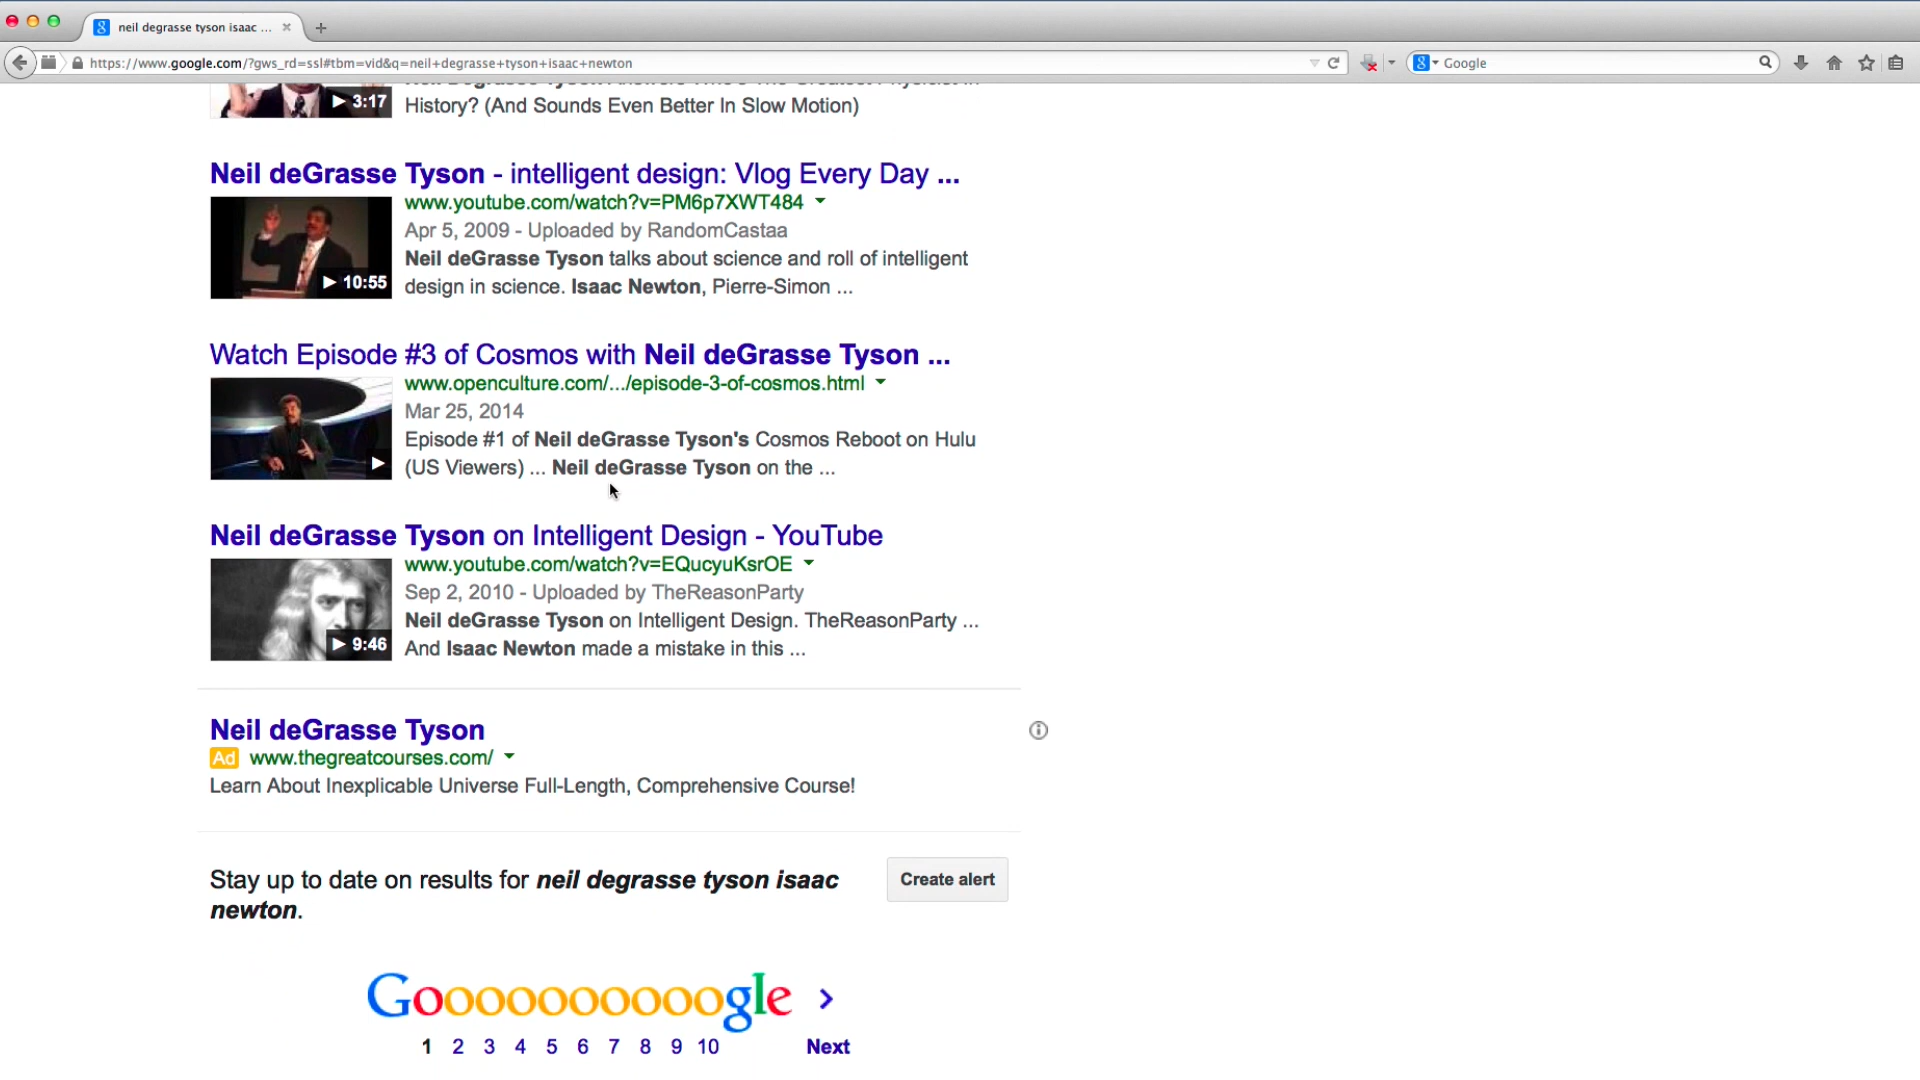 neil degrasse tyson isaac ...
https://www.google.com/?gws_rd=ssl#tbm=vid&q=neil+degrasse+tyson+isaac+newton
Google
3:17
History? (And Sounds Even Better In Slow Motion)
Neil deGrasse Tyson - intelligent design: Vlog Every Day ...
www.youtube.com/watch?v=PM6p7XWT484
Apr 5, 2009 - Uploaded by RandomCastaa
Neil deGrasse Tyson talks about science and roll of intelligent
10:55
design in science. Isaac Newton, Pierre-Simon ...
Watch Episode #3 of Cosmos with Neil deGrasse Tyson ...
www.openculture.com/.../episode-3-of-cosmos.html
Mar 25, 2014
Episode #1 of Neil deGrasse Tyson's Cosmos Reboot on Hulu
(US Viewers) ... Neil deGrasse Tyson on the ...
Neil deGrasse Tyson on Intelligent Design - YouTube
www.youtube.com/watch?v=EQucyuKsrOE
Sep 2, 2010 - Uploaded by TheReasonParty
Neil deGrasse Tyson on Intelligent Design. TheReasonParty ...
9:46
And Isaac Newton made a mistake in this ...
Neil deGrasse Tyson
Ad www.thegreatcourses.com/
Learn About Inexplicable Universe Full-Length, Comprehensive Course!
Stay up to date on results for neil degrasse tyson isaac
newton.
Create alert
Goooooooooogle >
1 2 3 4 5 6 7 8 9 10 Next